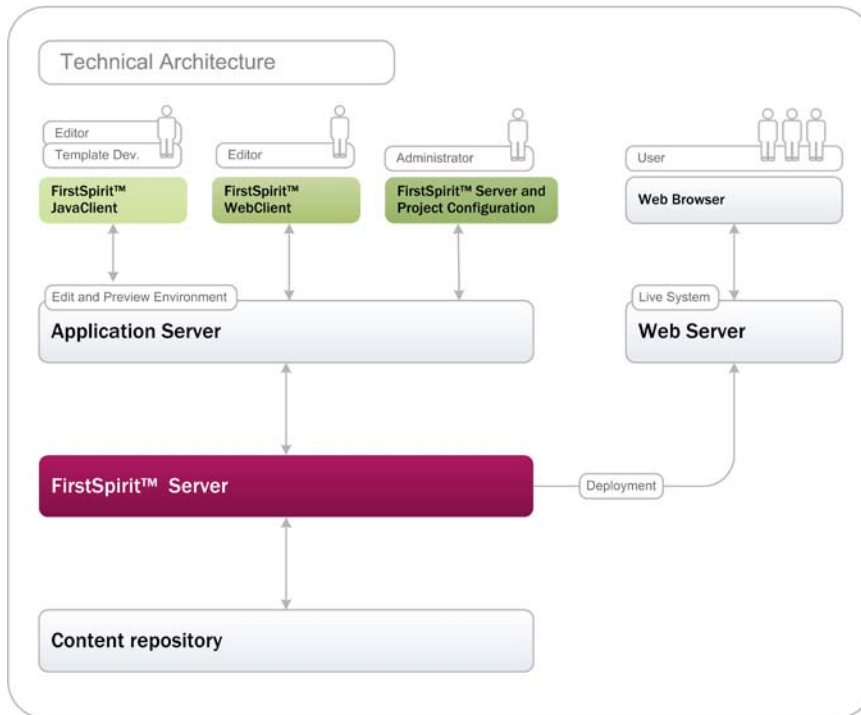 Technical Architecture
Editor
Template Dev.
FirstSpirit™
JavaClient
Editor
FirstSpirit™
WebClient
Administrator
FirstSpirit™ Server and
Project Configuration
User
Web Browser
Edit and Preview Environment
Application Server
Live System
Web Server
FirstSpirit™ Server
Deployment
Content repository